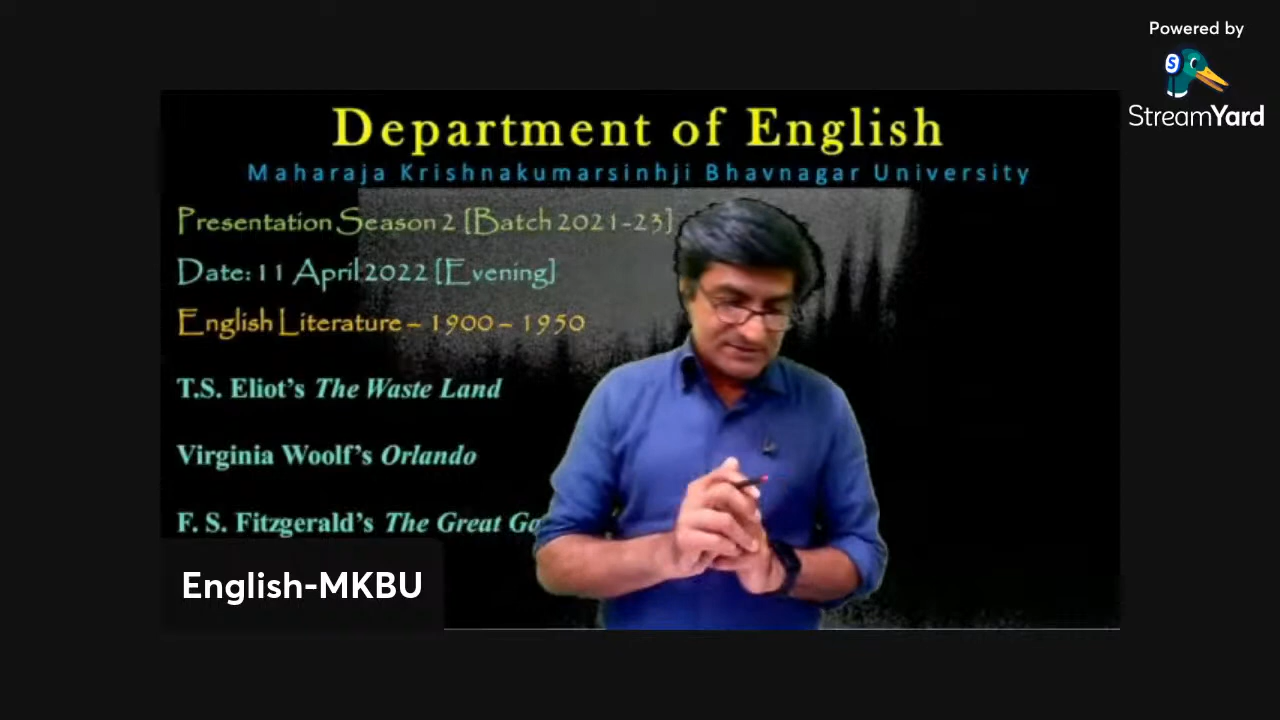 Powered by
StreamYard
Department of English
Maharaja Krishnakumarsinhji Bhavnagar University
Presentation Season 2 [Batch 2021-23]
Date: 11 April 2022 [Evening]
English Literature – 1900 – 1950
T.S. Eliot's The Waste Land
Virginia Woolf's Orlando
F. S. Fitzgerald's The Great
English-MKBU